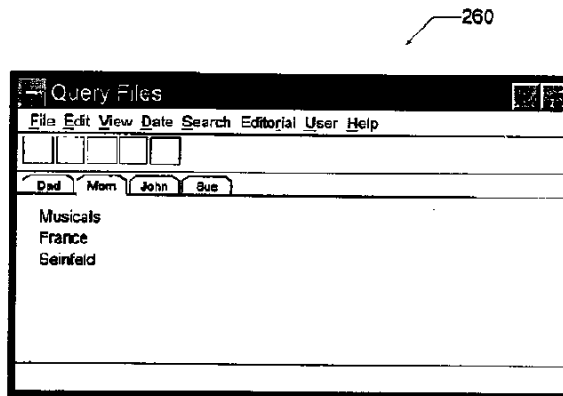 260
Query Files
File Edit View Date Search Editorial User Help
Dad Mom John Sue
Musicals
France
Seinfeld